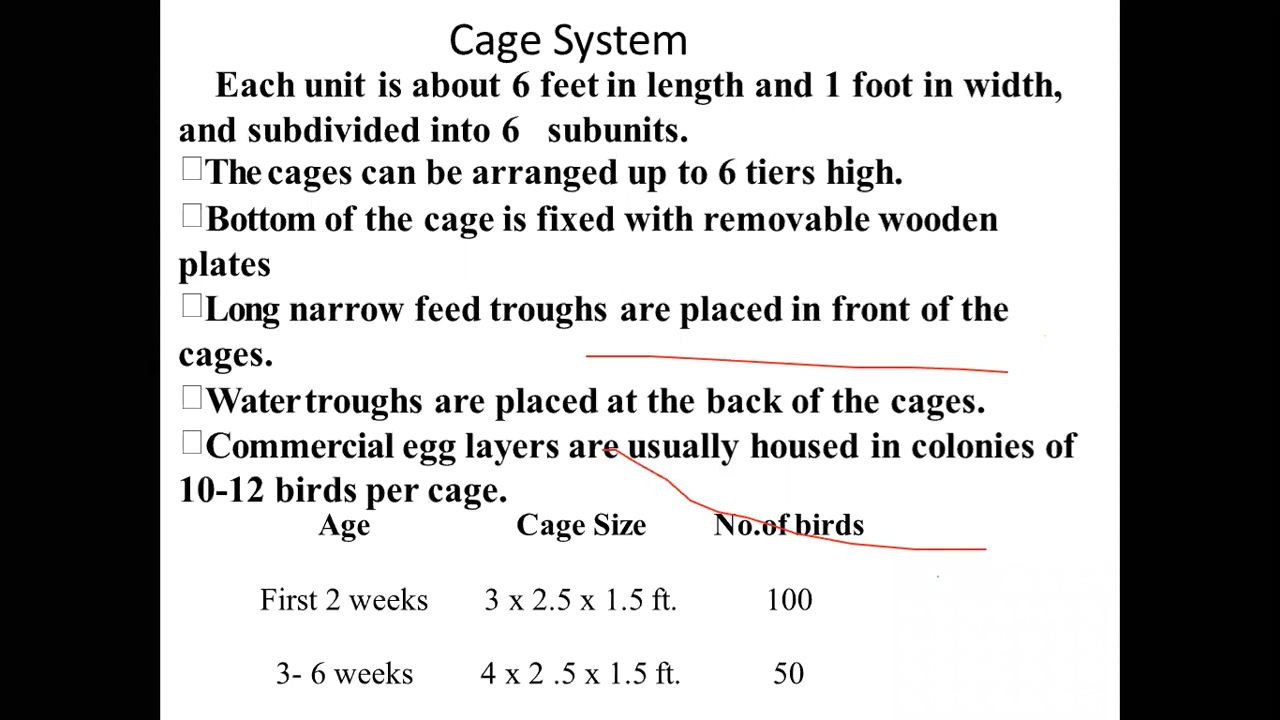 Cage System
Each unit is about 6 feet in length and 1 foot in width,
and subdivided into 6 subunits.
The cages can be arranged up to 6 tiers high.
Bottom of the cage is fixed with removable wooden
plates
Long narrow feed troughs are placed in front of the
cages.
Water troughs are placed at the back of the cages.
Commercial egg layers are usually housed in colonies of
10-12 birds per cage.
Age Cage Size No.of birds
First 2 weeks 3 x 2.5 x 1.5 ft. 100
3- 6 weeks 4 x 2 .5 x 1.5 ft. 50